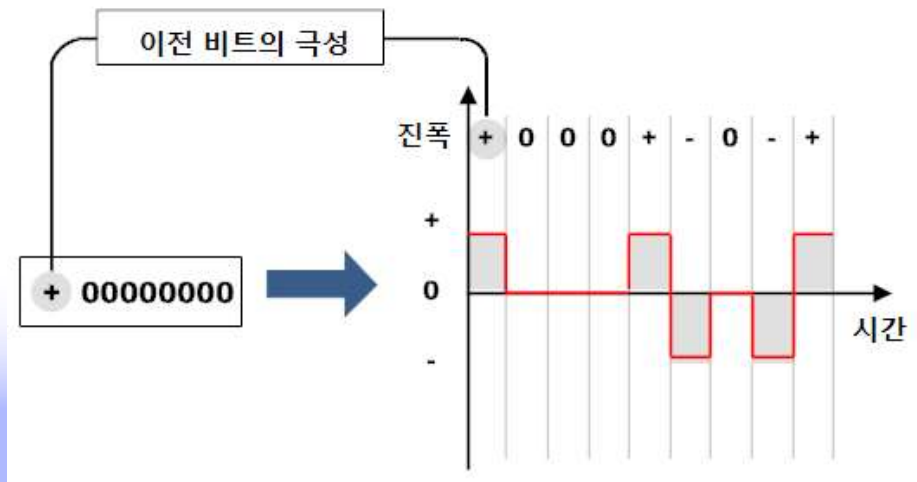 이전 비트의 극성
진폭
+ 0 0 0 + - 0 - +
+
+ 00000000
0
시간
-